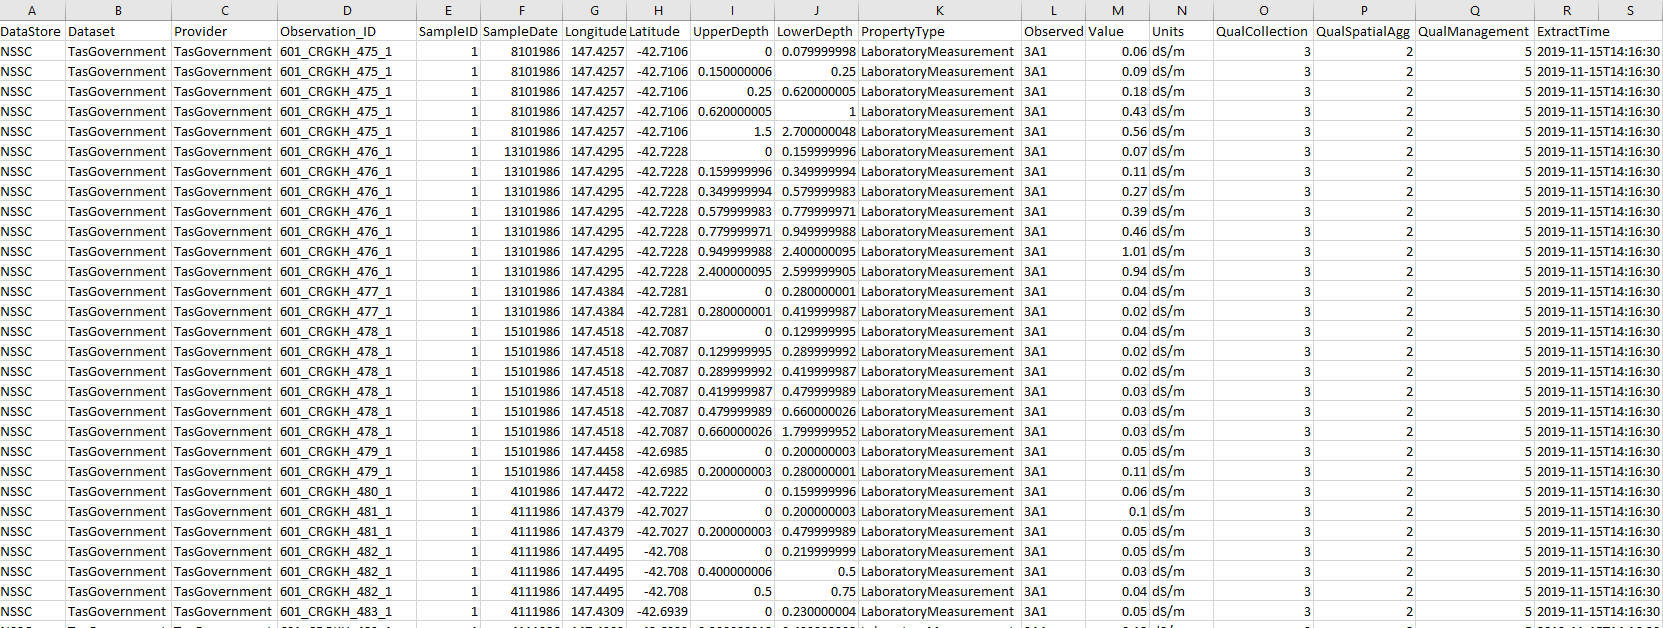 A B C D E F G H I J K L M N O P Q R S
DataStore Dataset Provider Observation_ID SampleID SampleDate Longitude Latitude UpperDepth LowerDepth PropertyType Observed Value Units QualCollection QualSpatialAgg QualManagement ExtractTime
NSSC TasGovernment TasGovernment 601_CRGKH_475_1 1 8101986 147.4257 -42.7106 0 0.079999998 LaboratoryMeasurement 3A1 0.06 dS/m 3 2 5 2019-11-15T14:16:30
NSSC TasGovernment TasGovernment 601_CRGKH_475_1 1 8101986 147.4257 -42.7106 0.150000006 0.25 LaboratoryMeasurement 3A1 0.09 dS/m 3 2 5 2019-11-15T14:16:30
NSSC TasGovernment TasGovernment 601_CRGKH_475_1 1 8101986 147.4257 -42.7106 0.25 0.620000005 LaboratoryMeasurement 3A1 0.18 dS/m 3 2 5 2019-11-15T14:16:30
NSSC TasGovernment TasGovernment 601_CRGKH_475_1 1 8101986 147.4257 -42.7106 0.620000005 1 LaboratoryMeasurement 3A1 0.43 dS/m 3 2 5 2019-11-15T14:16:30
NSSC TasGovernment TasGovernment 601_CRGKH_475_1 1 8101986 147.4257 -42.7106 1.5 2.700000048 LaboratoryMeasurement 3A1 0.56 dS/m 3 2 5 2019-11-15T14:16:30
NSSC TasGovernment TasGovernment 601_CRGKH_476_1 1 13101986 147.4295 -42.7228 0 0.159999996 LaboratoryMeasurement 3A1 0.07 dS/m 3 2 5 2019-11-15T14:16:30
NSSC TasGovernment TasGovernment 601_CRGKH_476_1 1 13101986 147.4295 -42.7228 0.159999996 0.349999994 LaboratoryMeasurement 3A1 0.11 dS/m 3 2 5 2019-11-15T14:16:30
NSSC TasGovernment TasGovernment 601_CRGKH_476_1 1 13101986 147.4295 -42.7228 0.349999994 0.579999983 LaboratoryMeasurement 3A1 0.27 dS/m 3 2 5 2019-11-15T14:16:30
NSSC TasGovernment TasGovernment 601_CRGKH_476_1 1 13101986 147.4295 -42.7228 0.579999983 0.779999971 LaboratoryMeasurement 3A1 0.39 dS/m 3 2 5 2019-11-15T14:16:30
NSSC TasGovernment TasGovernment 601_CRGKH_476_1 1 13101986 147.4295 -42.7228 0.779999971 0.949999988 LaboratoryMeasurement 3A1 0.46 dS/m 3 2 5 2019-11-15T14:16:30
NSSC TasGovernment TasGovernment 601_CRGKH_476_1 1 13101986 147.4295 -42.7228 0.949999988 2.400000095 LaboratoryMeasurement 3A1 1.01 dS/m 3 2 5 2019-11-15T14:16:30
NSSC TasGovernment TasGovernment 601_CRGKH_476_1 1 13101986 147.4295 -42.7228 2.400000095 2.599999905 LaboratoryMeasurement 3A1 0.94 dS/m 3 2 5 2019-11-15T14:16:30
NSSC TasGovernment TasGovernment 601_CRGKH_477_1 1 13101986 147.4384 -42.7281 0 0.280000001 LaboratoryMeasurement 3A1 0.04 dS/m 3 2 5 2019-11-15T14:16:30
NSSC TasGovernment TasGovernment 601_CRGKH_477_1 1 13101986 147.4384 -42.7281 0.280000001 0.419999987 LaboratoryMeasurement 3A1 0.02 dS/m 3 2 5 2019-11-15T14:16:30
NSSC TasGovernment TasGovernment 601_CRGKH_478_1 1 15101986 147.4518 -42.7087 0 0.129999995 LaboratoryMeasurement 3A1 0.04 dS/m 3 2 5 2019-11-15T14:16:30
NSSC TasGovernment TasGovernment 601_CRGKH_478_1 1 15101986 147.4518 -42.7087 0.129999995 0.289999992 LaboratoryMeasurement 3A1 0.02 dS/m 3 2 5 2019-11-15T14:16:30
NSSC TasGovernment TasGovernment 601_CRGKH_478_1 1 15101986 147.4518 -42.7087 0.289999992 0.419999987 LaboratoryMeasurement 3A1 0.02 dS/m 3 2 5 2019-11-15T14:16:30
NSSC TasGovernment TasGovernment 601_CRGKH_478_1 1 15101986 147.4518 -42.7087 0.419999987 0.479999989 LaboratoryMeasurement 3A1 0.03 dS/m 3 2 5 2019-11-15T14:16:30
NSSC TasGovernment TasGovernment 601_CRGKH_478_1 1 15101986 147.4518 -42.7087 0.479999989 0.660000026 LaboratoryMeasurement 3A1 0.03 dS/m 3 2 5 2019-11-15T14:16:30
NSSC TasGovernment TasGovernment 601_CRGKH_478_1 1 15101986 147.4518 -42.7087 0.660000026 1.799999952 LaboratoryMeasurement 3A1 0.03 dS/m 3 2 5 2019-11-15T14:16:30
NSSC TasGovernment TasGovernment 601_CRGKH_479_1 1 15101986 147.4458 -42.6985 0 0.200000003 LaboratoryMeasurement 3A1 0.05 dS/m 3 2 5 2019-11-15T14:16:30
NSSC TasGovernment TasGovernment 601_CRGKH_479_1 1 15101986 147.4458 -42.6985 0.200000003 0.280000001 LaboratoryMeasurement 3A1 0.11 dS/m 3 2 5 2019-11-15T14:16:30
NSSC TasGovernment TasGovernment 601_CRGKH_480_1 1 4101986 147.4472 -42.7222 0 0.159999996 LaboratoryMeasurement 3A1 0.06 dS/m 3 2 5 2019-11-15T14:16:30
NSSC TasGovernment TasGovernment 601_CRGKH_481_1 1 4111986 147.4379 -42.7027 0 0.200000003 LaboratoryMeasurement 3A1 0.1 dS/m 3 2 5 2019-11-15T14:16:30
NSSC TasGovernment TasGovernment 601_CRGKH_481_1 1 4111986 147.4379 -42.7027 0.200000003 0.479999989 LaboratoryMeasurement 3A1 0.05 dS/m 3 2 5 2019-11-15T14:16:30
NSSC TasGovernment TasGovernment 601_CRGKH_482_1 1 4111986 147.4495 -42.708 0 0.219999999 LaboratoryMeasurement 3A1 0.05 dS/m 3 2 5 2019-11-15T14:16:30
NSSC TasGovernment TasGovernment 601_CRGKH_482_1 1 4111986 147.4495 -42.708 0.400000006 0.5 LaboratoryMeasurement 3A1 0.03 dS/m 3 2 5 2019-11-15T14:16:30
NSSC TasGovernment TasGovernment 601_CRGKH_482_1 1 4111986 147.4495 -42.708 0.5 0.75 LaboratoryMeasurement 3A1 0.04 dS/m 3 2 5 2019-11-15T14:16:30
NSSC TasGovernment TasGovernment 601_CRGKH_483_1 1 4111986 147.4309 -42.6939 0 0.230000004 LaboratoryMeasurement 3A1 0.05 dS/m 3 2 5 2019-11-15T14:16:30